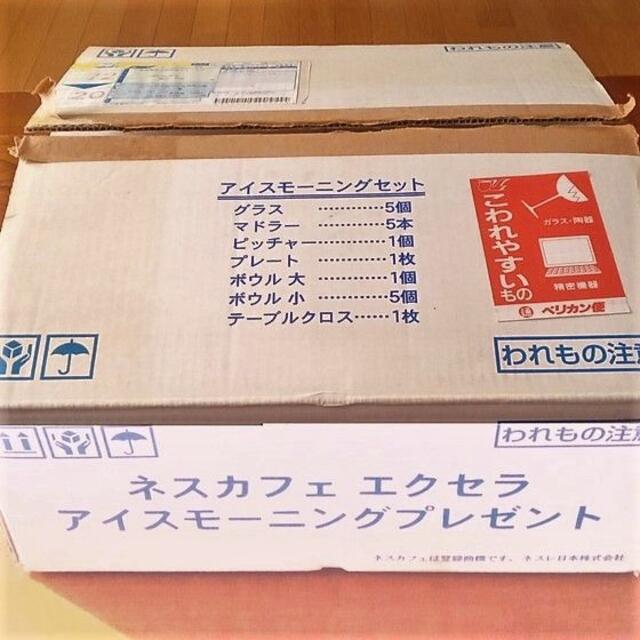 われもの注意
20
アイスモーニングセット
グラス …………5個
マドラー …………5本
ピッチャー…………1個
プレート …………1枚
ボウル 大 …………1個
ボウル 小 …………5個
テーブルクロス……1枚
こわれやすいもの
ガラス・陶器
精密機器
ペリカン便
われもの注意
われもの注意
ネスカフェ エクセラ
アイスモーニングプレゼント
ネスカフェは登録商標です。 ネスレ日本株式会社